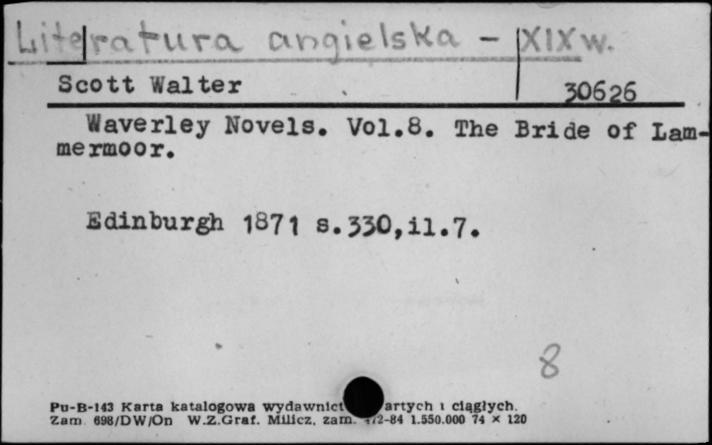 Literatura angielska - XIX w.
Scott Walter 30626
Waverley Novels. Vol.8. The Bride of Lam-
mermoor.
Edinburgh 1871 s.330,il.7.
8
Pu-B-143 Karta katalogowa wydawnict artych i ciągłych.
Zam. 698/DW/On W.Z.Graf. Milicz, zam. 2-84 1.550.000 74 × 120